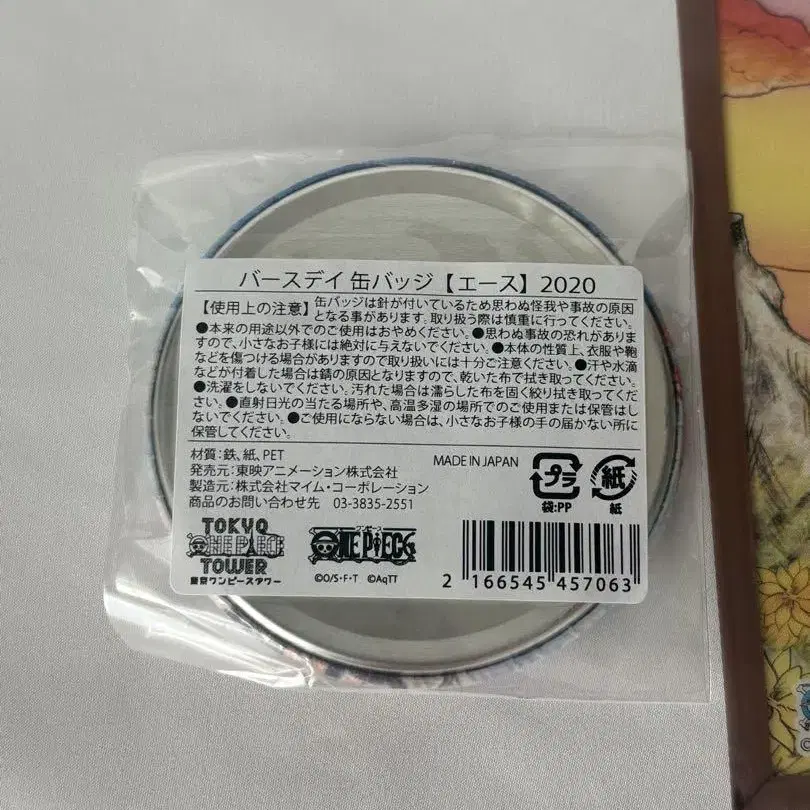 バースデイ 缶バッジ【エース】2020
【使用上の注意】缶バッジは針が付いているため思わぬ怪我や事故の原因
となる事があります。取り扱う際は慎重に行ってください。
●本来の用途以外でのご使用はおやめください。●思わぬ事故の恐れがあり
ますので、小さなお子様には絶対に与えないでください。●本体の性質上、衣服や鞄
などを傷つける場合がありますので取り扱いには十分ご注意ください。●汗や水滴
などが付着した場合は錆の原因となりますので、乾いた布で拭き取ってください。
●洗濯をしないでください。汚れた場合は濡らした布を固く絞り拭き取ってくださ
い。●直射日光の当たる場所や、高温多湿の場所でのご使用または保管はし
ないでください。●ご使用にならない場合は、小さなお子様の手の届かない所に
保管してください。
材質:鉄、紙、PET
発売元:東映アニメーション株式会社
MADE IN JAPAN
製造元:株式会社マイム・コーポレーション
商品のお問い合わせ先 03-3835-2551
プラ
袋:PP
紙
紙
TOKYO
ONE PIECE
TOWER
東京ワンピースタワー
ワンピース
ONE PIECE
©O/S・F・T ©AqTT
2 166545 457063